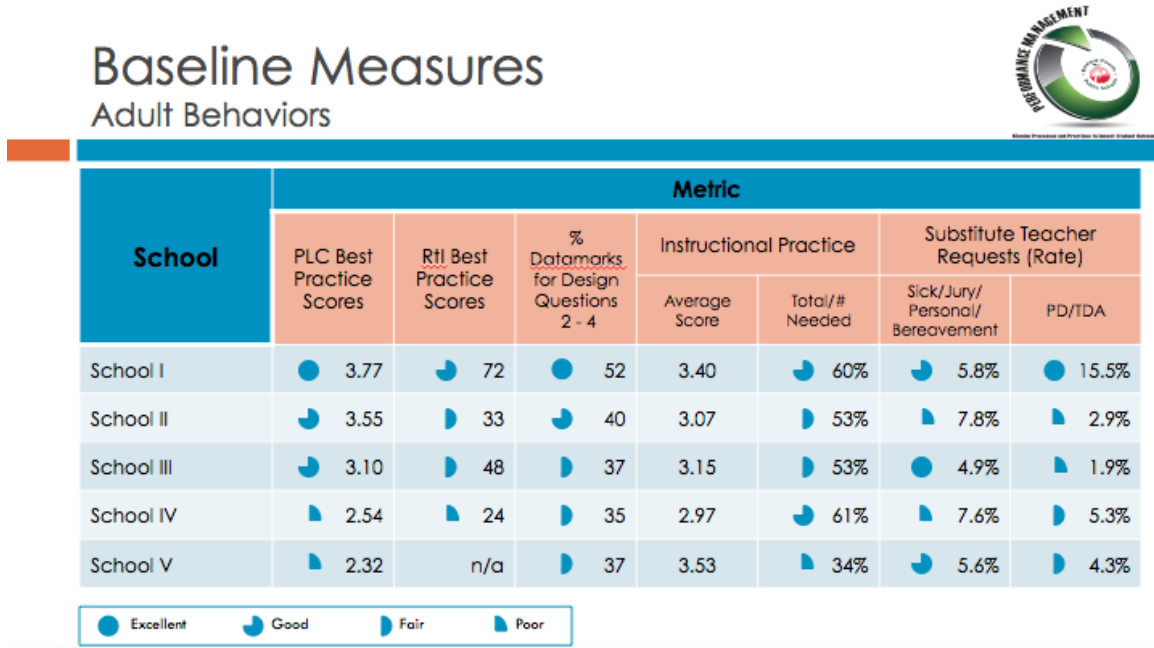 PERFORMANCE MANAGEMENT
Baseline Measures
Adult Behaviors
School
Metric
PLC Best
Practice
Scores
RtI Best
Practice
Scores
%
Datamarks
for Design
Questions
2 - 4
Instructional Practice
Average
Score
Total/#
Needed
Substitute Teacher
Requests (Rate)
Sick/Jury/
Personal/
Bereavement
PD/TDA
School I 3.77 72 52 3.40 60% 5.8% 15.5%
School II 3.55 33 40 3.07 53% 7.8% 2.9%
School III 3.10 48 37 3.15 53% 4.9% 1.9%
School IV 2.54 24 35 2.97 61% 7.6% 5.3%
School V 2.32 n/a 37 3.53 34% 5.6% 4.3%
Excellent Good Fair Poor